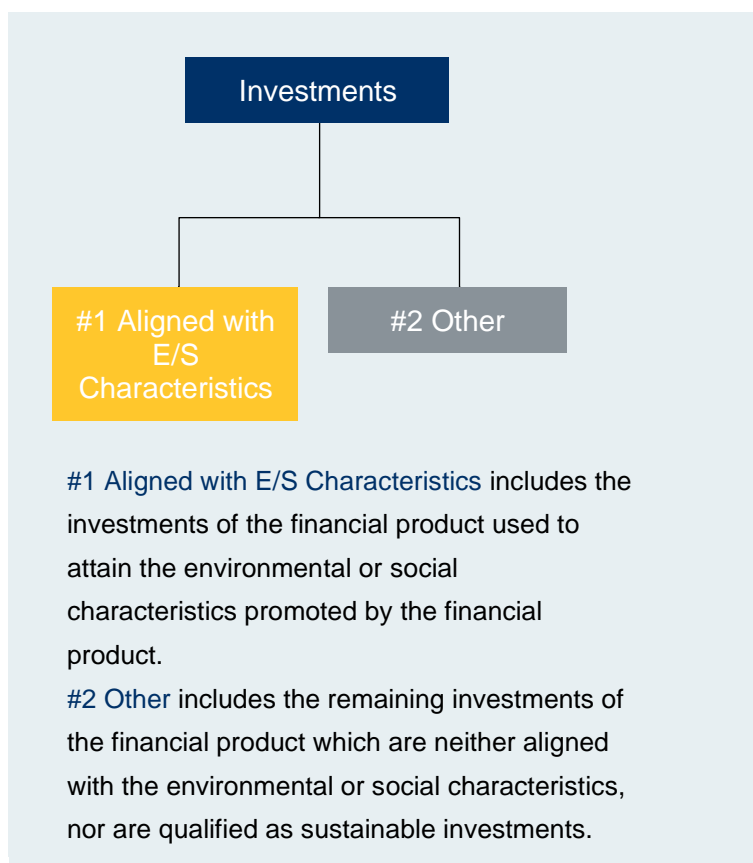 Investments
#1 Aligned with
E/S
Characteristics
#2 Other
#1 Aligned with E/S Characteristics includes the
investments of the financial product used to
attain the environmental or social
characteristics promoted by the financial
product.
#2 Other includes the remaining investments of
the financial product which are neither aligned
with the environmental or social characteristics,
nor are qualified as sustainable investments.